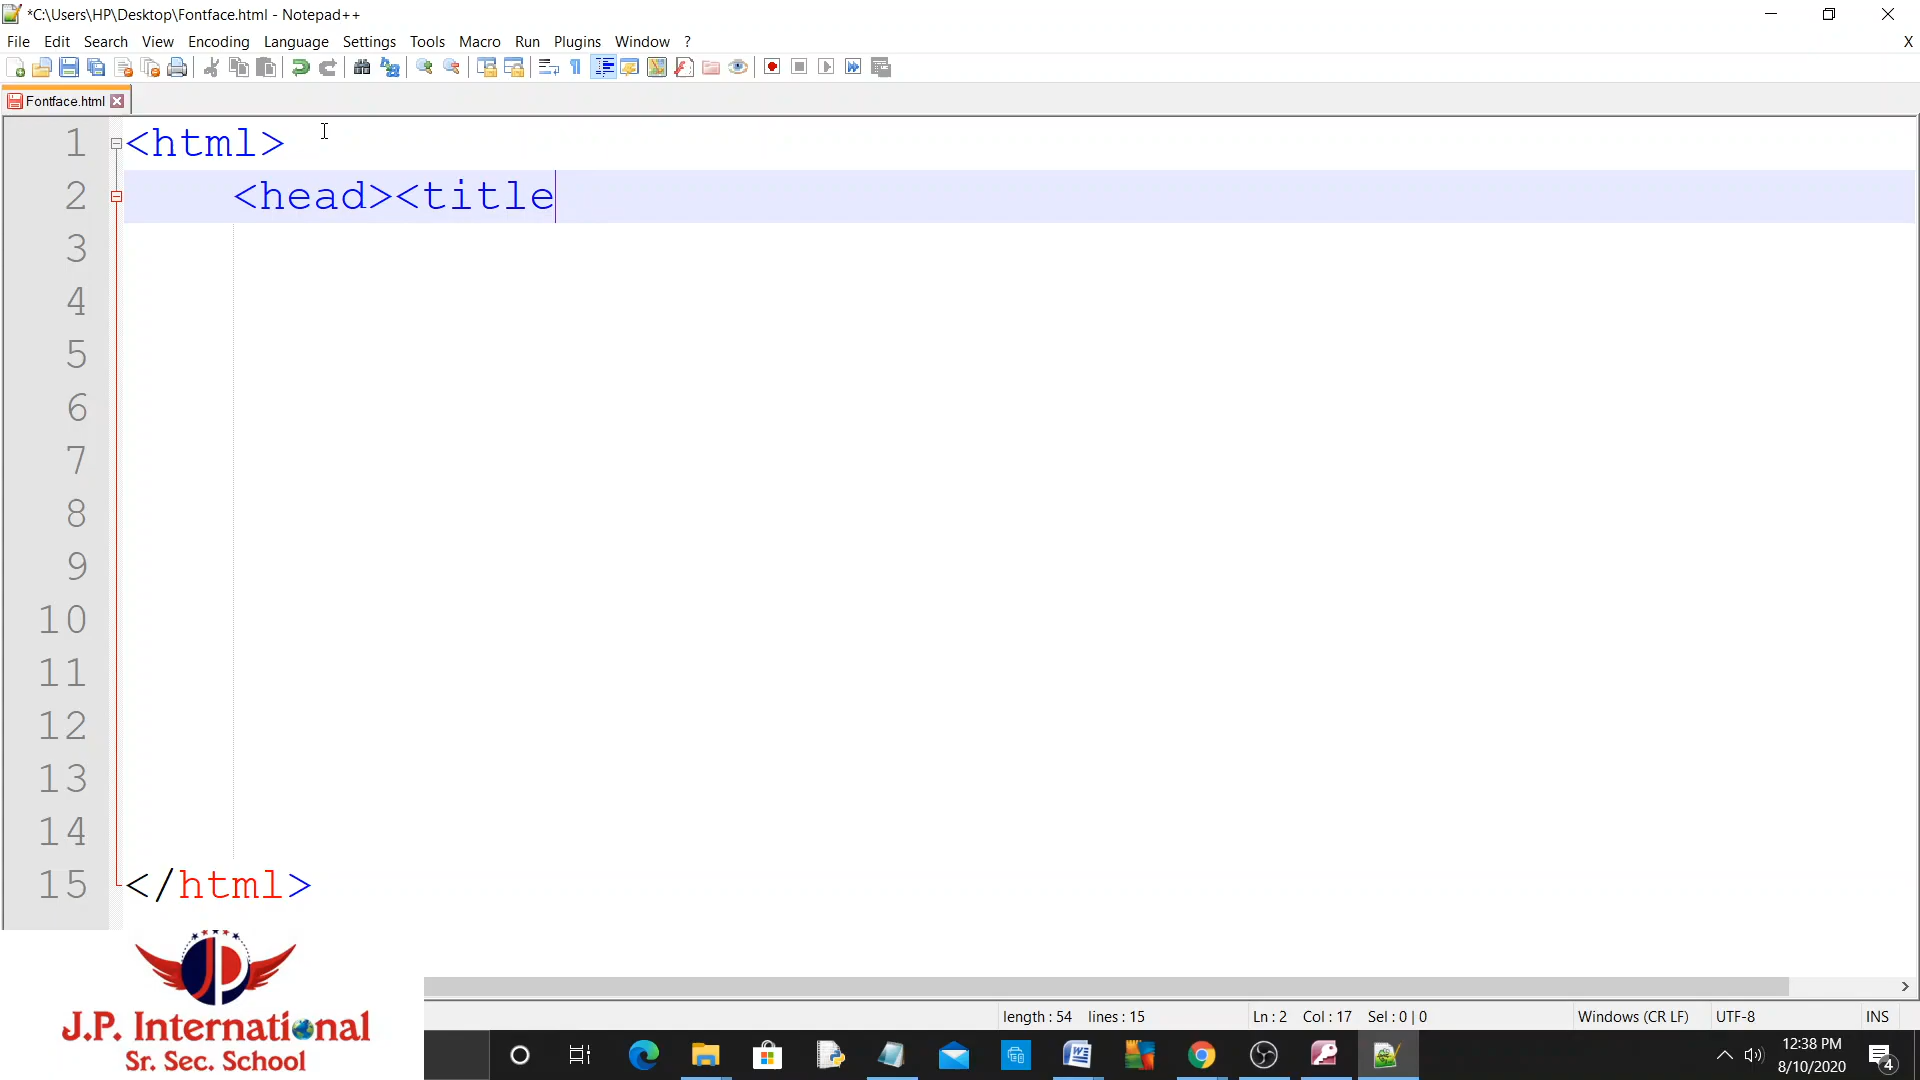 *C:\Users\HP\Desktop\Fontface.html - Notepad++
File Edit Search View Encoding Language Settings Tools Macro Run Plugins Window ? X
Fontface.html
1 <html>
2 <head><title
3
4
5
6
7
8
9
10
11
12
13
14
15 </html>
J.P. International
Sr. Sec. School
length : 54 lines : 15 Ln : 2 Col : 17 Sel : 0 | 0 Windows (CR LF) UTF-8 INS
12:38 PM
8/10/2020
4